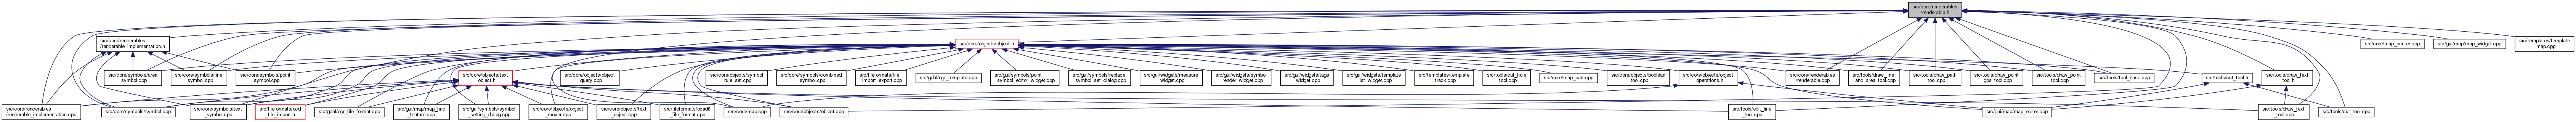 src/core/renderables
/renderable.h
src/core/renderables
/renderable_implementation.h
src/core/objects/object.h
src/core/map_printer.cpp
src/gui/map/map_widget.cpp
src/templates/template
_map.cpp
src/core/symbols/area
_symbol.cpp
src/core/symbols/line
_symbol.cpp
src/core/symbols/point
_symbol.cpp
src/core/objects/text
_object.h
src/core/objects/object
_query.cpp
src/core/objects/symbol
_rule_set.cpp
src/core/symbols/combined
_symbol.cpp
src/fileformats/file
_import_export.cpp
src/gdal/ogr_template.cpp
src/gui/symbols/point
_symbol_editor_widget.cpp
src/gui/symbols/replace
_symbol_set_dialog.cpp
src/gui/widgets/measure
_widget.cpp
src/gui/widgets/symbol
_render_widget.cpp
src/gui/widgets/tags
_widget.cpp
src/gui/widgets/template
_list_widget.cpp
src/templates/template
_track.cpp
src/tools/cut_hole
_tool.cpp
src/core/map_part.cpp
src/core/objects/boolean
_tool.cpp
src/core/objects/object
_operations.h
src/core/renderables
/renderable.cpp
src/tools/draw_line
_and_area_tool.cpp
src/tools/draw_path
_tool.cpp
src/tools/draw_point
_gps_tool.cpp
src/tools/draw_point
_tool.cpp
src/tools/tool_base.cpp
src/tools/cut_tool.h
src/tools/draw_text
_tool.h
src/core/renderables
/renderable_implementation.cpp
src/core/symbols/symbol.cpp
src/core/symbols/text
_symbol.cpp
src/fileformats/ocd
_file_import.h
src/gdal/ogr_file_format.cpp
src/gui/map/map_find
_feature.cpp
src/gui/symbols/symbol
_setting_dialog.cpp
src/core/objects/object
_mover.cpp
src/core/objects/text
_object.cpp
src/fileformats/ocad8
_file_format.cpp
src/core/map.cpp
src/core/objects/object.cpp
src/tools/edit_line
_tool.cpp
src/gui/map/map_editor.cpp
src/tools/draw_text
_tool.cpp
src/tools/cut_tool.cpp